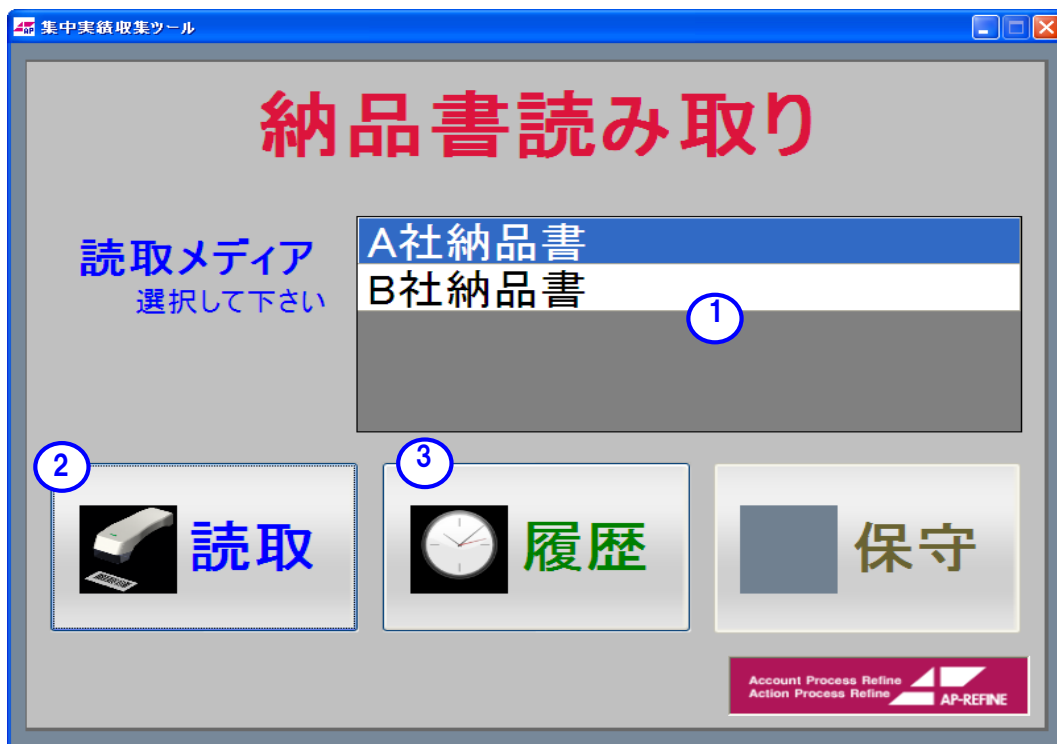 集中実績収集ツール
納品書読み取り
読取メディア
選択して下さい
A社納品書
B社納品書
1
2
読取
3
履歴
保守
Account Process Refine
Action Process Refine
AP-REFINE